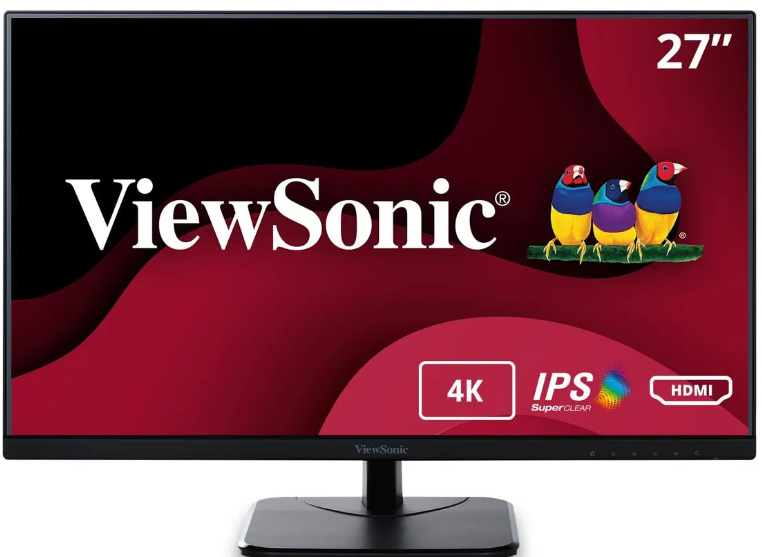 27"
ViewSonic®
®
4K
IPS
SuperCLEAR
HDMI
ViewSonic